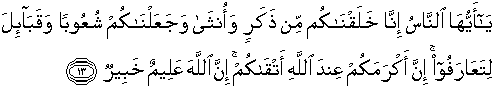 يَـٰٓأَيُّهَا ٱلنَّاسُ إِنَّا خَلَقْنَـٰكُم مِّن ذَكَرٍ وَأُنثَىٰ وَجَعَلْنَـٰكُمْ شُعُوبًا وَقَبَآئِلَ
لِتَعَارَفُوٓا۟ ۚ إِنَّ أَكْرَمَكُمْ عِندَ ٱللَّهِ أَتْقَىٰكُمْ ۚ إِنَّ ٱللَّهَ عَلِيمٌ خَبِيرٌ ١٣